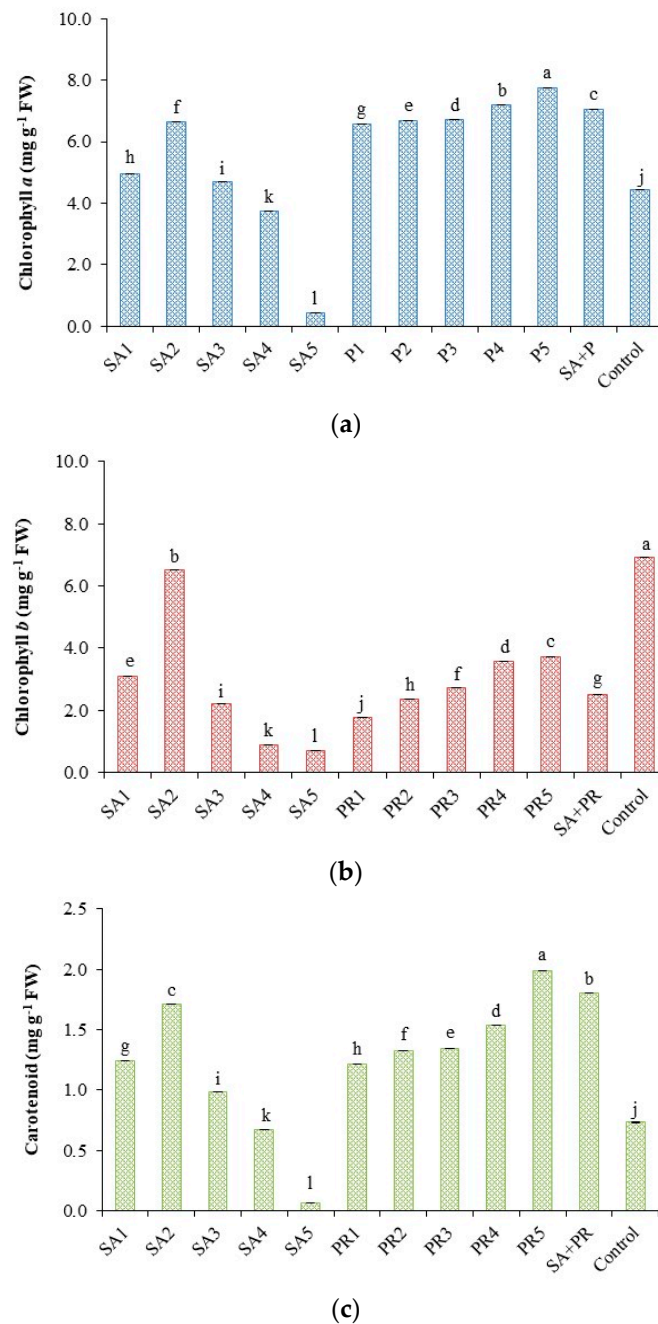 10.0
8.0
6.0
4.0
2.0
0.0
Chlorophyll a (mg g-1 FW)
h
f
i
k
l
g
e
d
b
a
c
j
SA1 SA2 SA3 SA4 SA5 P1 P2 P3 P4 P5 SA+P Control
(a)
10.0
8.0
6.0
4.0
2.0
0.0
Chlorophyll b (mg g-1 FW)
e
b
i
k
l
j
h
f
d
c
g
a
SA1 SA2 SA3 SA4 SA5 PR1 PR2 PR3 PR4 PR5 SA+PR Control
(b)
2.5
2.0
1.5
1.0
0.5
0.0
Carotenoid (mg g-1 FW)
g
c
i
k
l
h
f
e
d
a
b
j
SA1 SA2 SA3 SA4 SA5 PR1 PR2 PR3 PR4 PR5 SA+PR Control
(c)